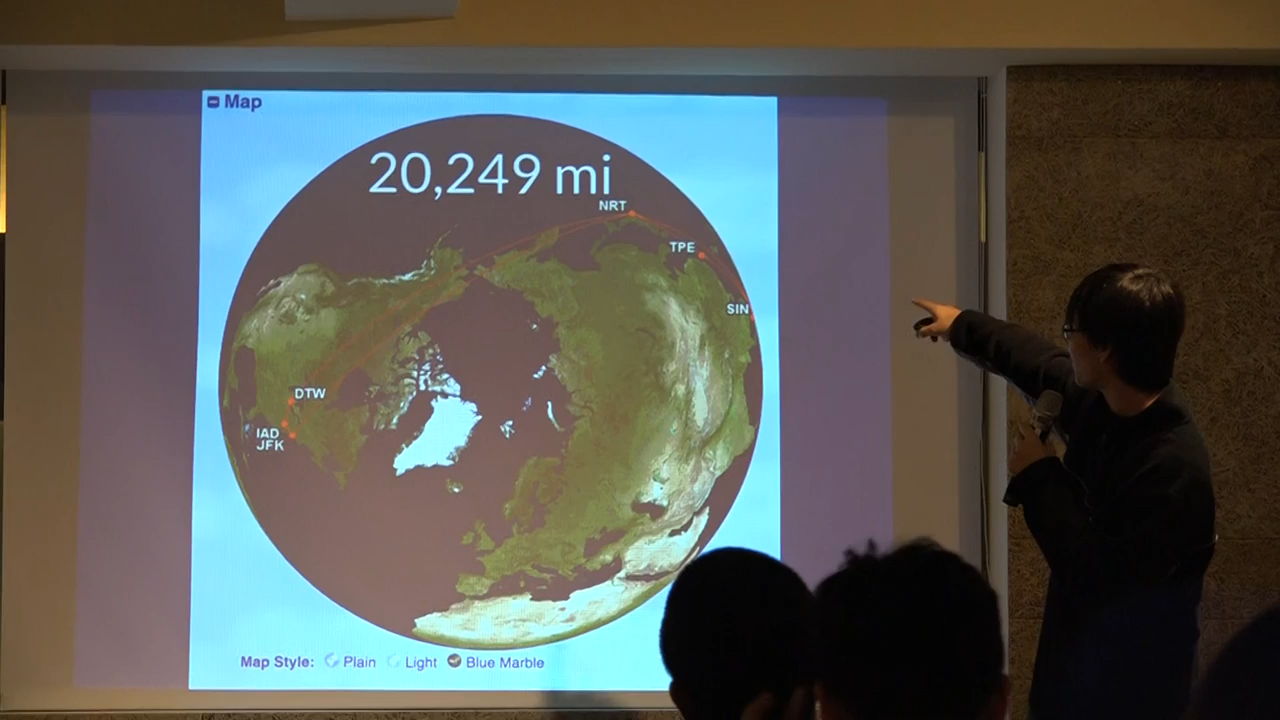 Map
20,249 mi
NRT
TPE
SIN
DTW
IAD
JFK
Map Style: Plain Light Blue Marble